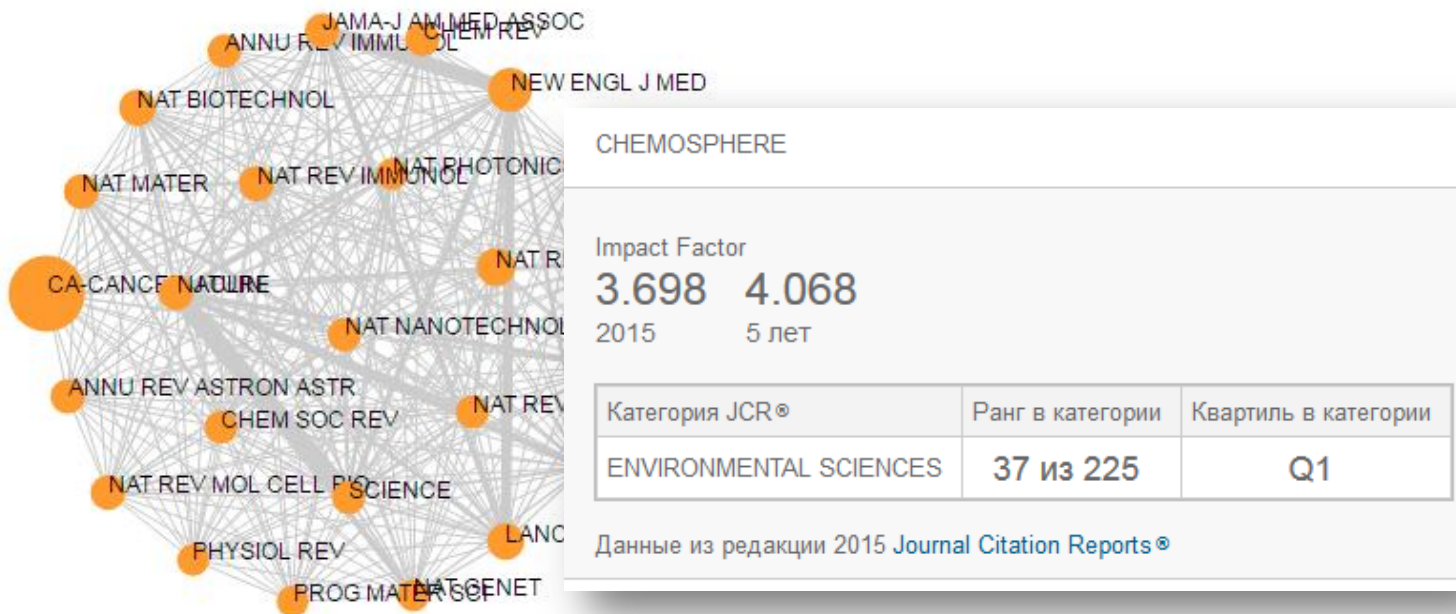 JAMA-J AM MED ASSOC
CHEM REV
ANNU REV IMMUNOL
NEW ENGL J MED
NAT BIOTECHNOL
NAT PHOTONICS
NAT REV IMMUNOL
NAT MATER
NAT R
CA-CANCER J CLIN
NATURE
NAT NANOTECHNOL
ANNU REV ASTRON ASTR
NAT REV
CHEM SOC REV
NAT REV MOL CELL BIO
SCIENCE
LANC
PHYSIOL REV
NAT GENET
PROG MATER SCI
CHEMOSPHERE
Impact Factor
3.698 4.068
2015 5 лет
Категория JCR® Ранг в категории Квартиль в категории
ENVIRONMENTAL SCIENCES 37 из 225 Q1
Данные из редакции 2015 Journal Citation Reports®